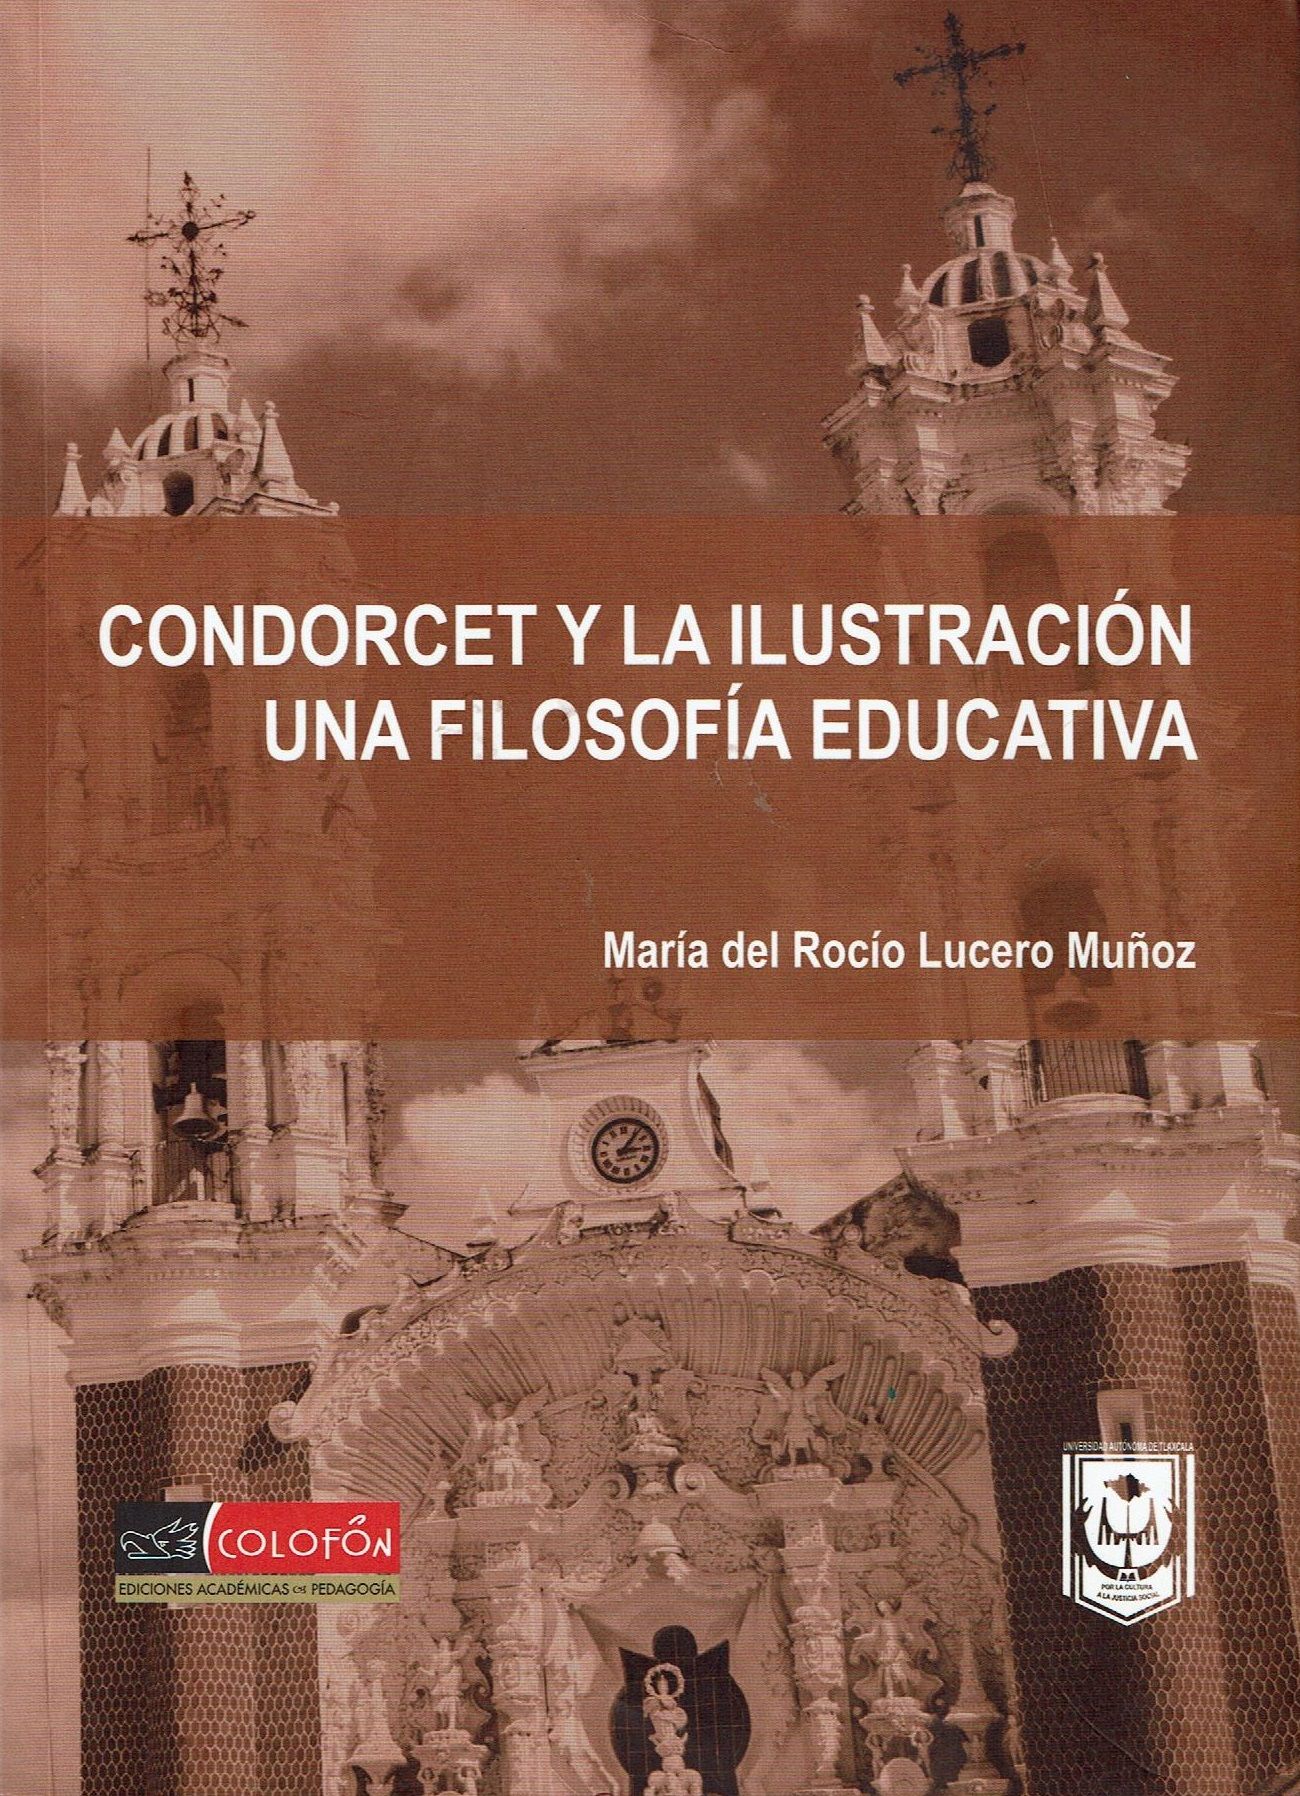 CONDORCET Y LA ILUSTRACIÓN
UNA FILOSOFÍA EDUCATIVA
María del Rocío Lucero Muñoz
UNIVERSIDAD AUTÓNOMA DE TLAXCALA
POR LA CULTURA
A LA JUSTICIA SOCIAL
COLOFÓN
EDICIONES ACADÉMICAS PEDAGOGÍA